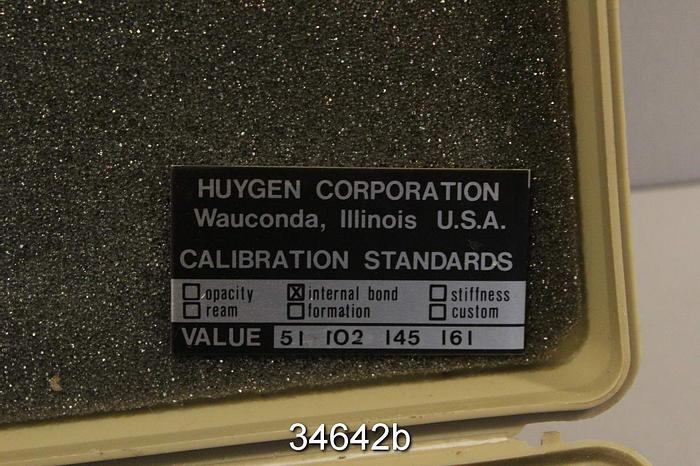 HUYGEN CORPORATION
Wauconda, Illinois U.S.A.
CALIBRATION STANDARDS
☐ opacity ☒ internal bond ☐ stiffness
☐ ream ☐ formation ☐ custom
VALUE 51 102 145 161
34642b